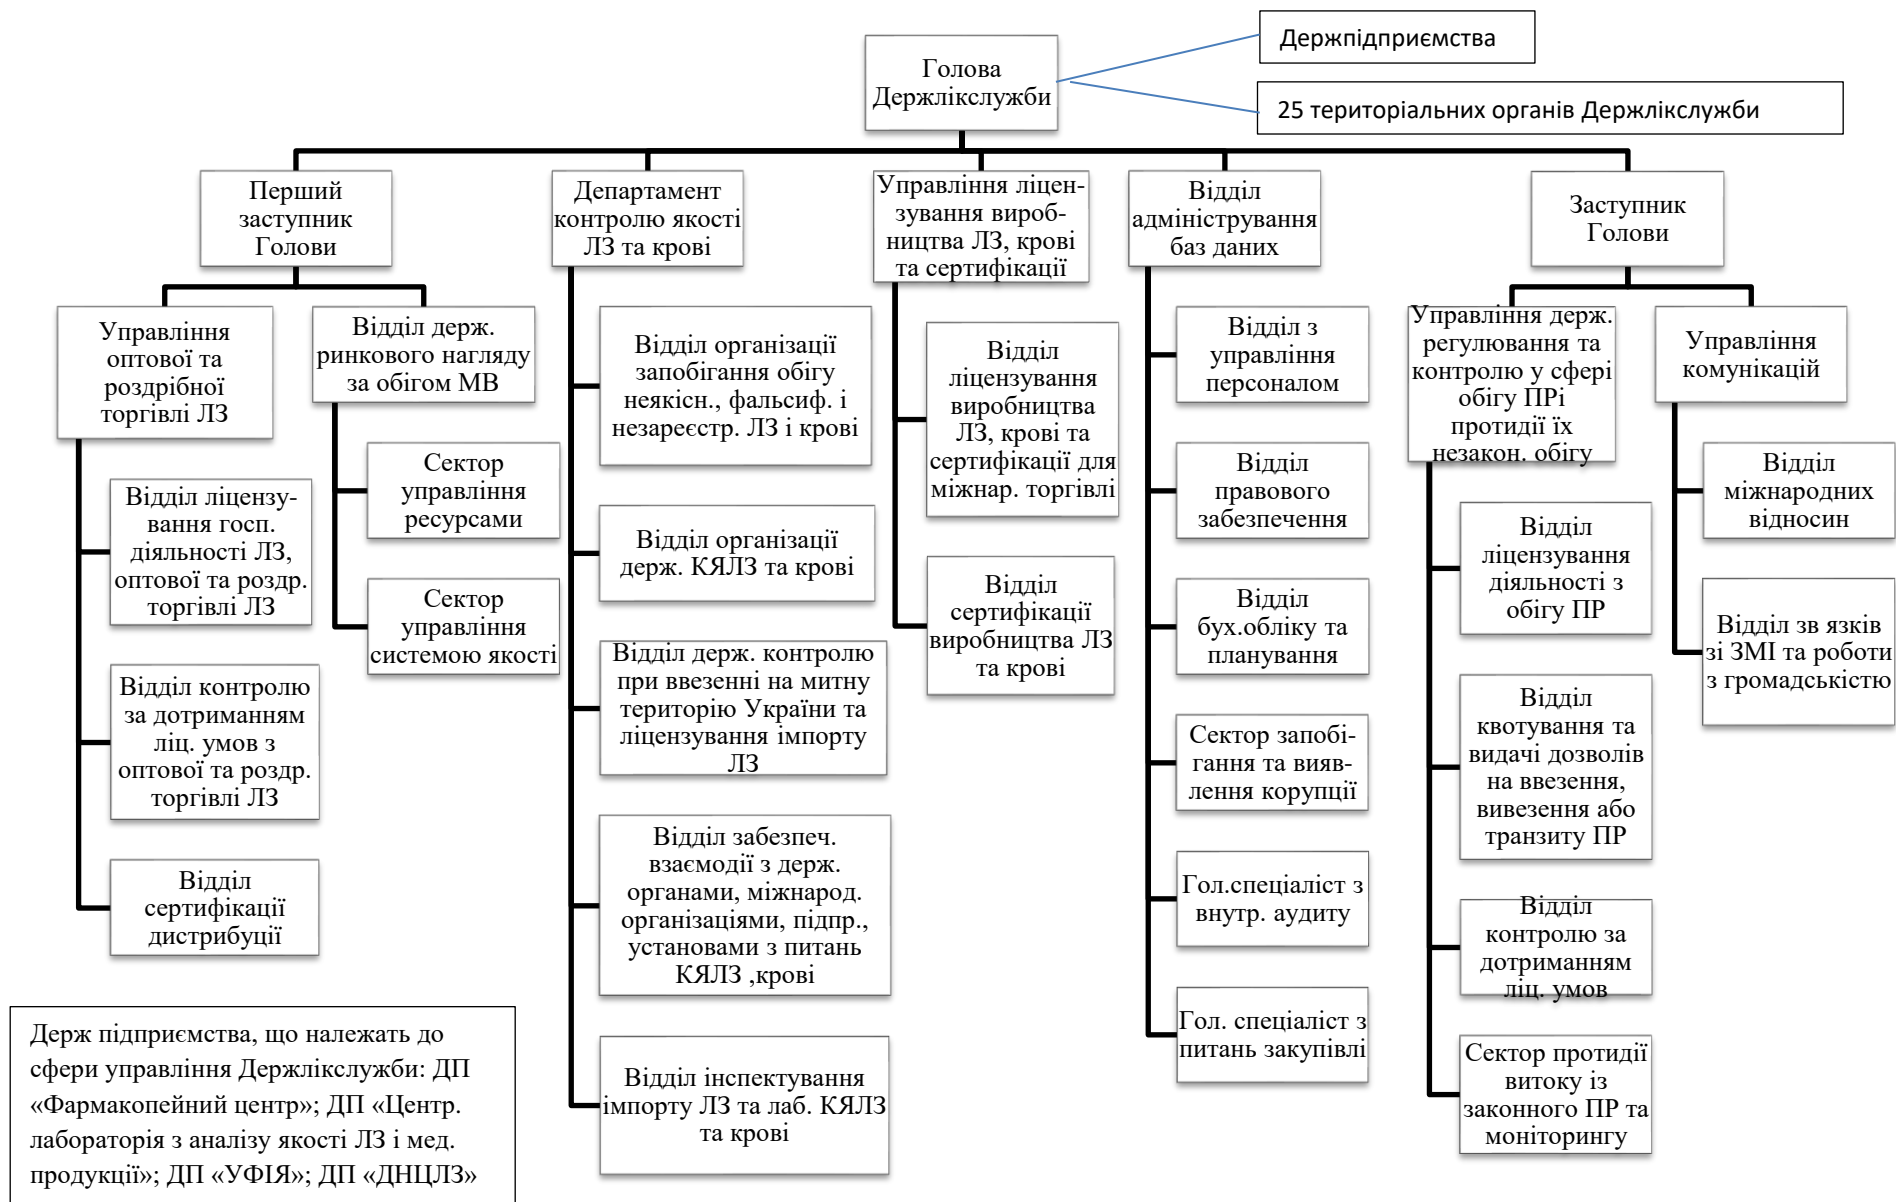 Держпідприємства
Голова
Держлікслужби
25 територіальних органів Держлікслужби
Перший
заступник
Голови
Департамент
контролю якості
ЛЗ та крові
Управління ліцен-
зування вироб-
ництва ЛЗ, крові
та сертифікації
Відділ
адміністрування
баз даних
Заступник
Голови
Управління
оптової та
роздрібної
торгівлі ЛЗ
Відділ держ.
ринкового нагляду
за обігом МВ
Відділ ліцензу-
вання госп.
діяльності ЛЗ,
оптової та роздр.
торгівлі ЛЗ
Відділ контролю
за дотриманням
ліц. умов з
оптової та роздр.
торгівлі ЛЗ
Відділ
сертифікації
дистрибуції
Сектор
управління
ресурсами
Сектор
управління
системою якості
Відділ організації
запобігання обігу
неякісн., фальсиф. і
незареєстр. ЛЗ і крові
Відділ організації
держ. КЯЛЗ та крові
Відділ держ. контролю
при ввезенні на митну
територію України та
ліцензування імпорту
ЛЗ
Відділ забезпеч.
взаємодії з держ.
органами, міжнарод.
організаціями, підпр.,
установами з питань
КЯЛЗ ,крові
Відділ інспектування
імпорту ЛЗ та лаб. КЯЛЗ
та крові
Відділ
ліцензування
виробництва
ЛЗ, крові та
сертифікації для
міжнар. торгівлі
Відділ
сертифікації
виробництва ЛЗ
та крові
Відділ з
управління
персоналом
Відділ
правового
забезпечення
Відділ
бух.обліку та
планування
Сектор запобі-
гання та вияв-
лення корупції
Гол.спеціаліст з
внутр. аудиту
Гол. спеціаліст з
питань закупівлі
Управління держ.
регулювання та
контролю у сфері
обігу ПРі
протидії їх
незакон. обігу
Управління
комунікацій
Відділ
ліцензування
діяльності з
обігу ПР
Відділ
квотування та
видачі дозволів
на ввезення,
вивезення або
транзиту ПР
Відділ
контролю за
дотриманням
ліц. умов
Сектор протидії
витоку із
законного ПР та
моніторингу
Відділ
міжнародних
відносин
Відділ зв язків
зі ЗМІ та роботи
з громадськістю
Держ підприємства, що належать до
сфери управління Держлікслужби: ДП
«Фармакопейний центр»; ДП «Центр.
лабораторія з аналізу якості ЛЗ і мед.
продукції»; ДП «УФІЯ»; ДП «ДНЦЛЗ»